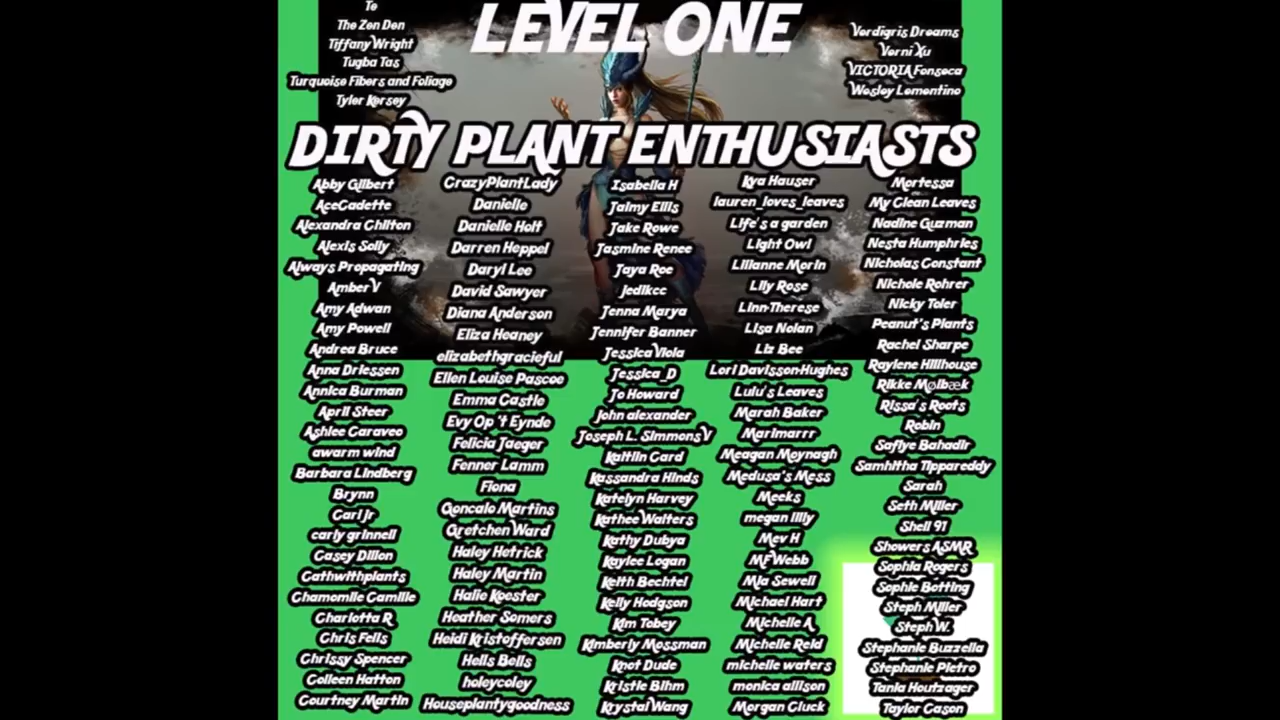 LEVEL ONE
Te
The Zen Den
Tiffany Wright
Tugba Tas
Turquoise Fibers and Foliage
Tyler Kersey
Verdigris Dreams
Verni Xu
VICTORIA Fonseca
Wesley Lementino
DIRTY PLANT ENTHUSIASTS
Abby Gilbert
AceCadette
Alexandra Chilton
Alexis Solly
Always Propagating
Amber V
Amy Adwan
Amy Powell
Andrea Bruce
Anna Driessen
Annica Burman
April Steer
Ashlee Caraveo
awarm wind
Barbara Lindberg
Brynn
Carl jr
carly grinnell
Casey Dillon
Cathwithplants
Chamomile Camille
Charlotta R
Chris Fells
Chrissy Spencer
Colleen Hatton
Courtney Martin
CrazyPlantLady
Danielle
Danielle Holt
Darren Heppel
Daryl Lee
David Sawyer
Diana Anderson
Eliza Heaney
elizabethgracieful
Ellen Louise Pascoe
Emma Castle
Evy Op 't Eynde
Felicia Jaeger
Fenner Lamm
Fiona
Goncalo Martins
Gretchen Ward
Haley Hetrick
Haley Martin
Halie Koester
Heather Somers
Heidi Kristoffersen
Hells Bells
holeycoley
Houseplantygoodness
Isabella H
Jaimy Ellis
Jake Rowe
Jasmine Renee
Jaya Roe
jedikcc
Jenna Marya
Jennifer Banner
Jessica Viola
Jessica_D
Jo Howard
john alexander
Joseph L. Simmons V
Kaitlin Card
Kassandra Hinds
Katelyn Harvey
Kathee Walters
Kathy Dubya
Kaylee Logan
Keith Bechtel
Kelly Hodgson
Kim Tobey
Kimberly Mossman
Knot Dude
Kristie Bihm
Krystal Wang
Kya Hauser
lauren_loves_leaves
Life's a garden
Light Owl
Lilianne Morin
Lily Rose
Linn-Therese
Lisa Nolan
Liz Bee
Lori Davisson-Hughes
Lulu's Leaves
Marah Baker
Marimarrr
Meagan Moynagh
Medusa's Mess
Meeks
megan lilly
Mev H
MF Webb
Mia Sewell
Michael Hart
Michelle A
Michelle Reid
michelle waters
monica allison
Morgan Gluck
Mortessa
My Clean Leaves
Nadine Guzman
Nesta Humphries
Nicholas Constant
Nichole Rohrer
Nicky Toler
Peanut's Plants
Rachel Sharpe
Raylene Hillhouse
Rikke Mølbæk
Rissa's Roots
Robin
Safiye Bahadir
Samhitha Tippareddy
Sarah
Seth Miller
Shell 91
Showers ASMR
Sophia Rogers
Sophie Botting
Steph Miller
Steph W.
Stephanie Buzzella
Stephanie Pietro
Tania Houtzager
Taylor Cason